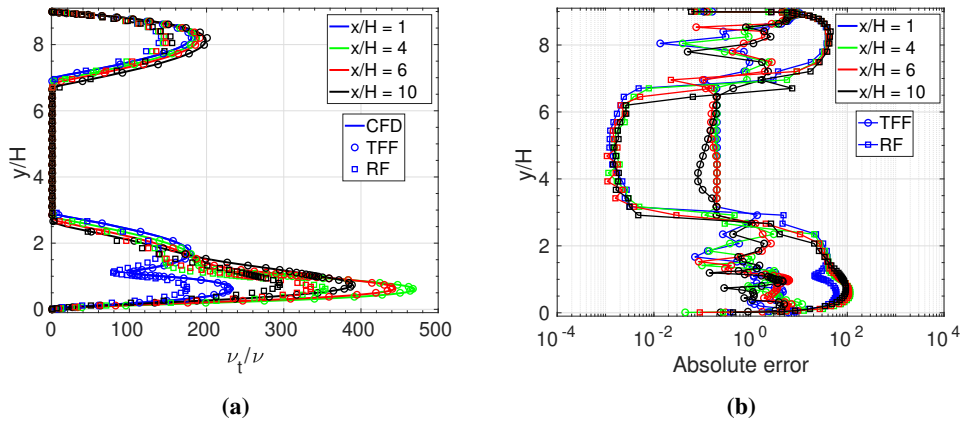 x/H = 1
x/H = 4
x/H = 6
x/H = 10
CFD
TFF
RF
y/H
8
6
4
2
0
0 100 200 300 400 500
ν_t/ν
(a)
x/H = 1
x/H = 4
x/H = 6
x/H = 10
TFF
RF
y/H
8
6
4
2
0
10^-4 10^-2 10^0 10^2 10^4
Absolute error
(b)